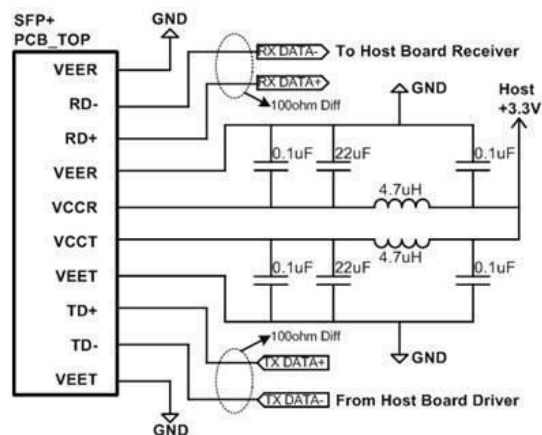 SFP+
PCB_TOP
GND
VEER
RX DATA- To Host Board Receiver
RD-
RX DATA+
100ohm Diff
GND
Host
+3.3V
RD+
VEER
0.1uF 22uF 0.1uF
4.7uH
VCCR
VCCT
4.7uH
VEET
0.1uF 22uF 0.1uF
TD+
100ohm Diff
TD-
TX DATA+
GND
VEET
TX DATA- From Host Board Driver
GND